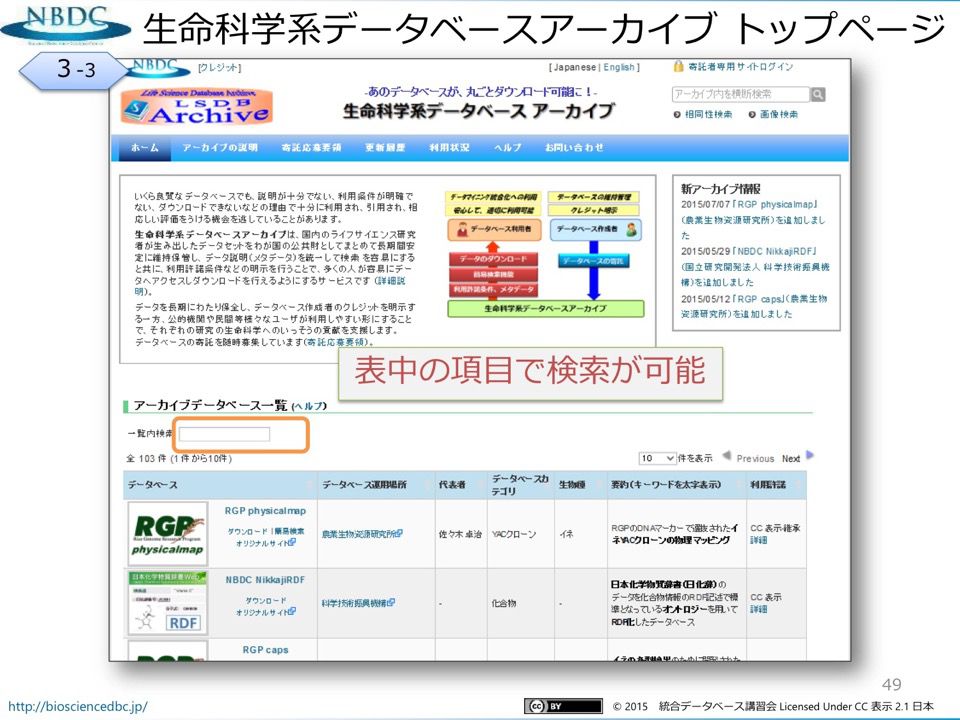 NBDC
生命科学系データベースアーカイブ トップページ
3-3
NBDC
[クレジット]
[Japanese | English]
寄託者専用サイトログイン
Life Science Database Archive
LSDB
Archive
-あのデータベースが、丸ごとダウンロード可能に！-
生命科学系データベース アーカイブ
アーカイブ内を横断検索
相同性検索
画像検索
ホーム
アーカイブの説明
寄託応募要領
更新履歴
利用状況
ヘルプ
お問い合わせ
いくら良質なデータベースでも、説明が十分でない、利用条件が明確で
ない、ダウンロードできないなどの理由で十分に利用され、引用され、相
応しい評価をうける機会を逃していることがあります。
生命科学系データベースアーカイブは、国内のライフサイエンス研究
者が生み出したデータセットをわが国の公共財としてまとめて長期間安
定に維持保管し、データ説明(メタデータ)を統一して検索を容易にする
と共に、利用許諾条件などの明示を行うことで、多くの人が容易にデータ
へアクセスしダウンロードを行えるようにするサービスです (詳細説
明)。
データを長期にわたり保全し、データベース作成者のクレジットを明示す
る一方、公的機関や民間等様々なユーザが利用しやすい形にすること
で、それぞれの研究の生命科学へのいっそうの貢献を支援します。
データベースの寄託を随時募集しています(寄託応募要領)。
データマイニング統合化への利用
安心して、適切に利用可能
データベースの維持管理
クレジット明示
データベース利用者
データベース作成者
データのダウンロード
簡易検索機能
利用許諾条件、メタデータ
データベースの寄託
生命科学系データベースアーカイブ
新アーカイブ情報
2015/07/07 「RGP physicalmap」
(農業生物資源研究所)を追加しまし
た
2015/05/29 「NBDC NikkajiRDF」
(国立研究開発法人 科学技術振興機
構)を追加しました
2015/05/12 「RGP caps」(農業生物
資源研究所)を追加しました
表中の項目で検索が可能
アーカイブデータベース一覧 (ヘルプ)
一覧内検索
全 103 件 (1件から10件)
10 件を表示
Previous Next
データベース
データベース運用場所
代表者
データベースカ
テゴリ
生物種
要約(キーワードを太字表示)
利用許諾
RGP
Rice Genome Research Program
physicalmap
RGP physicalmap
ダウンロード | 簡易検索
オリジナルサイト
農業生物資源研究所
佐々木 卓治
YACクローン
イネ
RGPのDNAマーカーで選抜されたイ
ネYACクローンの物理マッピング
CC 表示-継承
詳細
日本化学物質辞書Web
RDF
NBDC NikkajiRDF
ダウンロード
オリジナルサイト
科学技術振興機構
-
化合物
-
日本化学物質辞書(日化辞)の
データを化合物情報のRDF記述で標
準となっているオントロジーを用いて
RDF化したデータベース
CC 表示
詳細
RGP caps
49
http://biosciencedbc.jp/
CC BY
© 2015 統合データベース講習会 Licensed Under CC 表示 2.1 日本